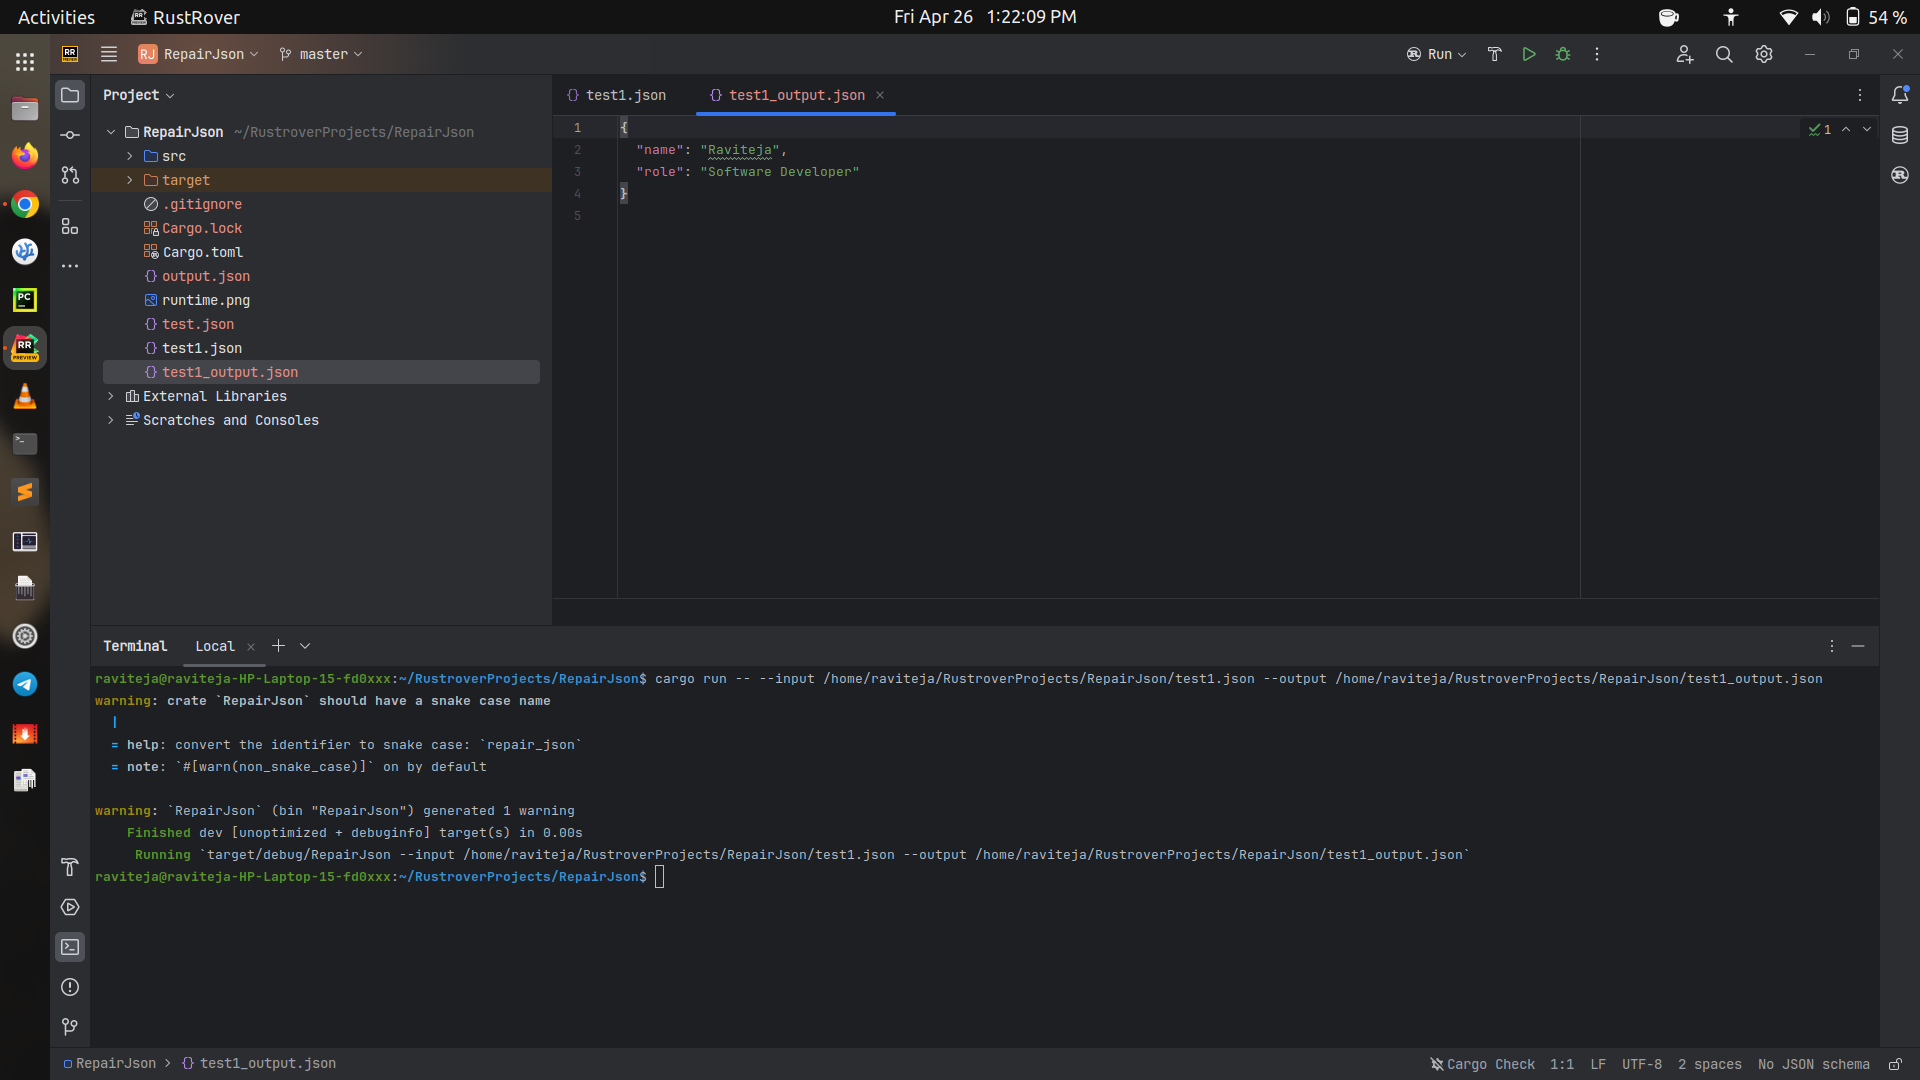 Activities RustRover Fri Apr 26 1:22:09 PM 54 %
RR RJ RepairJson master Run
Project
test1.json test1_output.json
RepairJson ~/RustroverProjects/RepairJson
src
target
.gitignore
Cargo.lock
Cargo.toml
output.json
runtime.png
test.json
test1.json
test1_output.json
External Libraries
Scratches and Consoles
1 {
2 "name": "Raviteja",
3 "role": "Software Developer"
4 }
5
1
PC
RR
PREVIEW
Terminal Local
raviteja@raviteja-HP-Laptop-15-fd0xxx:~/RustroverProjects/RepairJson$ cargo run -- --input /home/raviteja/RustroverProjects/RepairJson/test1.json --output /home/raviteja/RustroverProjects/RepairJson/test1_output.json
warning: crate `RepairJson` should have a snake case name
|
= help: convert the identifier to snake case: `repair_json`
= note: `#[warn(non_snake_case)]` on by default
warning: `RepairJson` (bin "RepairJson") generated 1 warning
Finished dev [unoptimized + debuginfo] target(s) in 0.00s
Running `target/debug/RepairJson --input /home/raviteja/RustroverProjects/RepairJson/test1.json --output /home/raviteja/RustroverProjects/RepairJson/test1_output.json`
raviteja@raviteja-HP-Laptop-15-fd0xxx:~/RustroverProjects/RepairJson$
RepairJson > test1_output.json Cargo Check 1:1 LF UTF-8 2 spaces No JSON schema